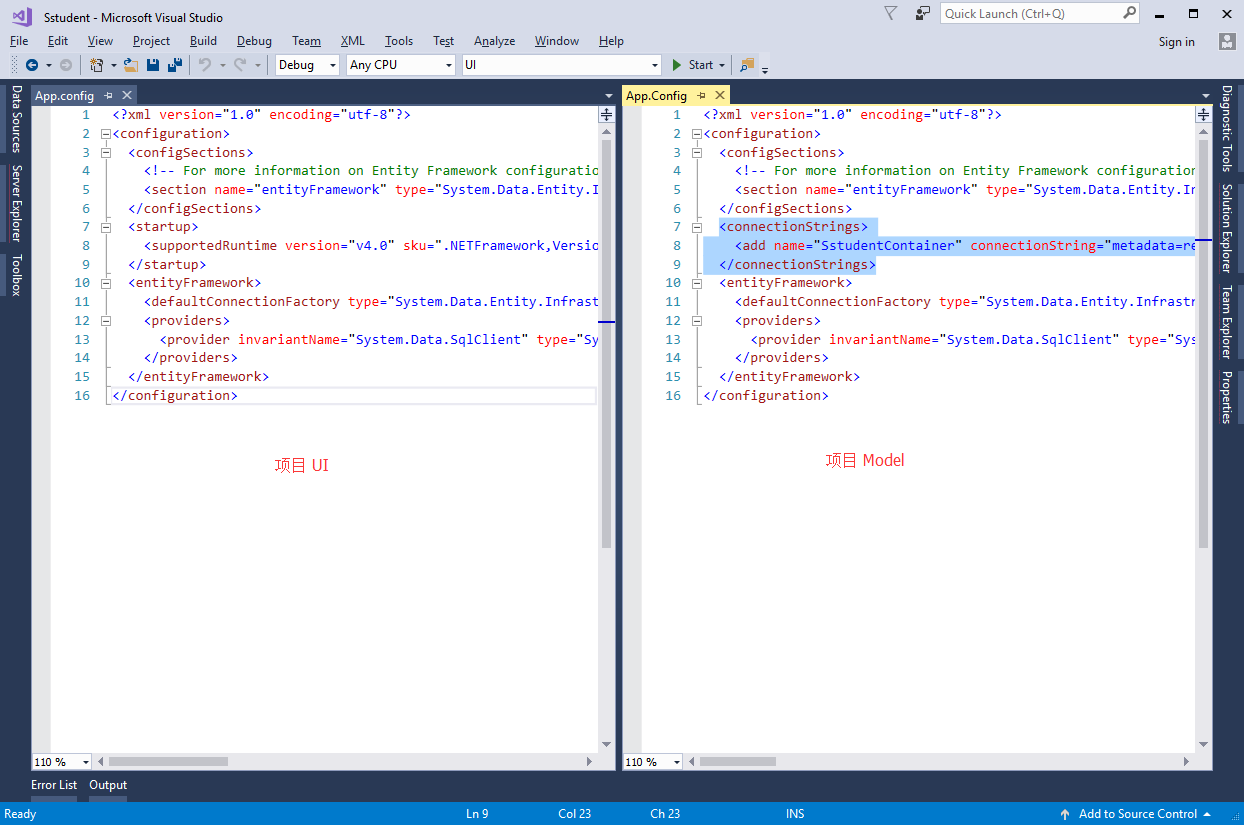 Sstudent - Microsoft Visual Studio
Quick Launch (Ctrl+Q)
File Edit View Project Build Debug Team XML Tools Test Analyze Window Help
Sign in
Debug Any CPU UI Start
Data Sources
Server Explorer
Toolbox
App.config
1 <?xml version="1.0" encoding="utf-8"?>
2 <configuration>
3 <configSections>
4 <!-- For more information on Entity Framework configuratio
5 <section name="entityFramework" type="System.Data.Entity.I
6 </configSections>
7 <startup>
8 <supportedRuntime version="v4.0" sku=".NETFramework,Versio
9 </startup>
10 <entityFramework>
11 <defaultConnectionFactory type="System.Data.Entity.Infrast
12 <providers>
13 <provider invariantName="System.Data.SqlClient" type="Sy
14 </providers>
15 </entityFramework>
16 </configuration>
项目 UI
110 %
App.Config
1 <?xml version="1.0" encoding="utf-8"?>
2 <configuration>
3 <configSections>
4 <!-- For more information on Entity Framework configuration
5 <section name="entityFramework" type="System.Data.Entity.In
6 </configSections>
7 <connectionStrings>
8 <add name="SstudentContainer" connectionString="metadata=re
9 </connectionStrings>
10 <entityFramework>
11 <defaultConnectionFactory type="System.Data.Entity.Infrastr
12 <providers>
13 <provider invariantName="System.Data.SqlClient" type="Sys
14 </providers>
15 </entityFramework>
16 </configuration>
项目 Model
110 %
Diagnostic Tools
Solution Explorer
Team Explorer
Properties
Error List Output
Ready Ln 9 Col 23 Ch 23 INS Add to Source Control